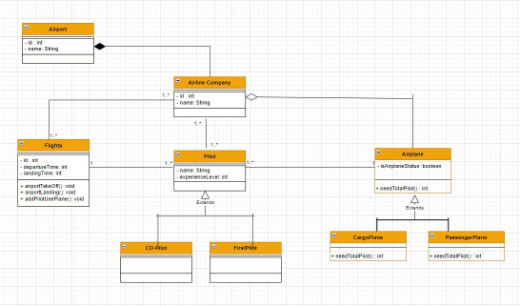 Airport
- id : int
- name: String
Airline Company
- id : int
- name: String
1..*
1..*
1..*
1..*
Flights
- id : int
- departureTime: int
- landingTime: int
+ airportTakeOff(): void
+ airportLanding(): void
+ addPilotUsePlane(): void
1
1..*
Pilot
- name: String
- experienceLevel: int
1..*
1
Airplane
- isAirplaneStatus :boolean
+ needTotalPilot() : int
Extends
Extends
CO-Pilot
FirstPilot
CargoPlane
+ needTotalPilot() : int
PassengerPlane
+ needTotalPilot() : int